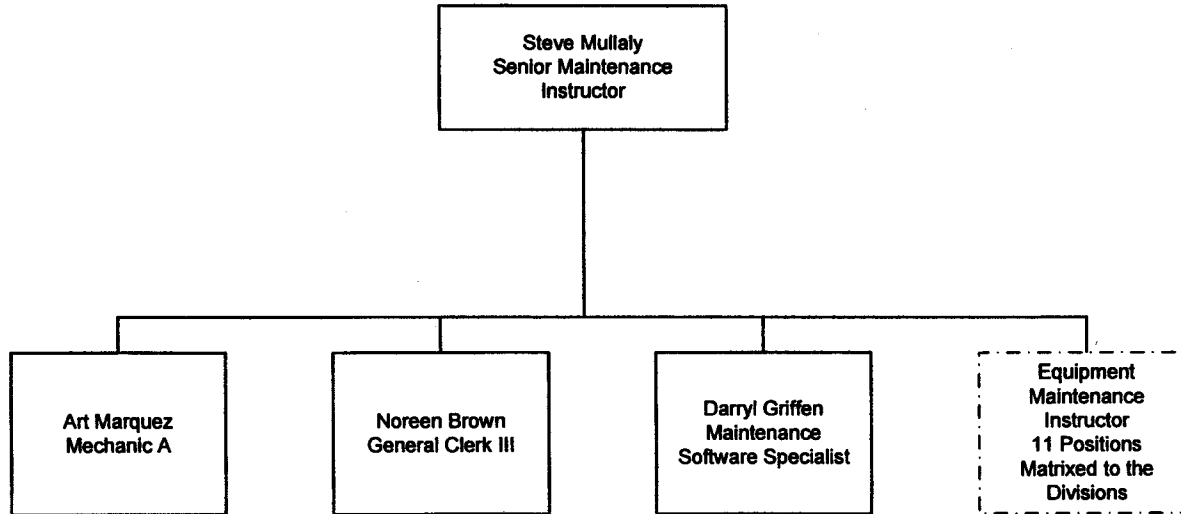 Steve Mullaly
Senior Maintenance
Instructor
Art Marquez
Mechanic A
Noreen Brown
General Clerk III
Darryl Griffen
Maintenance
Software Specialist
Equipment
Maintenance
Instructor
11 Positions
Matrixed to the
Divisions